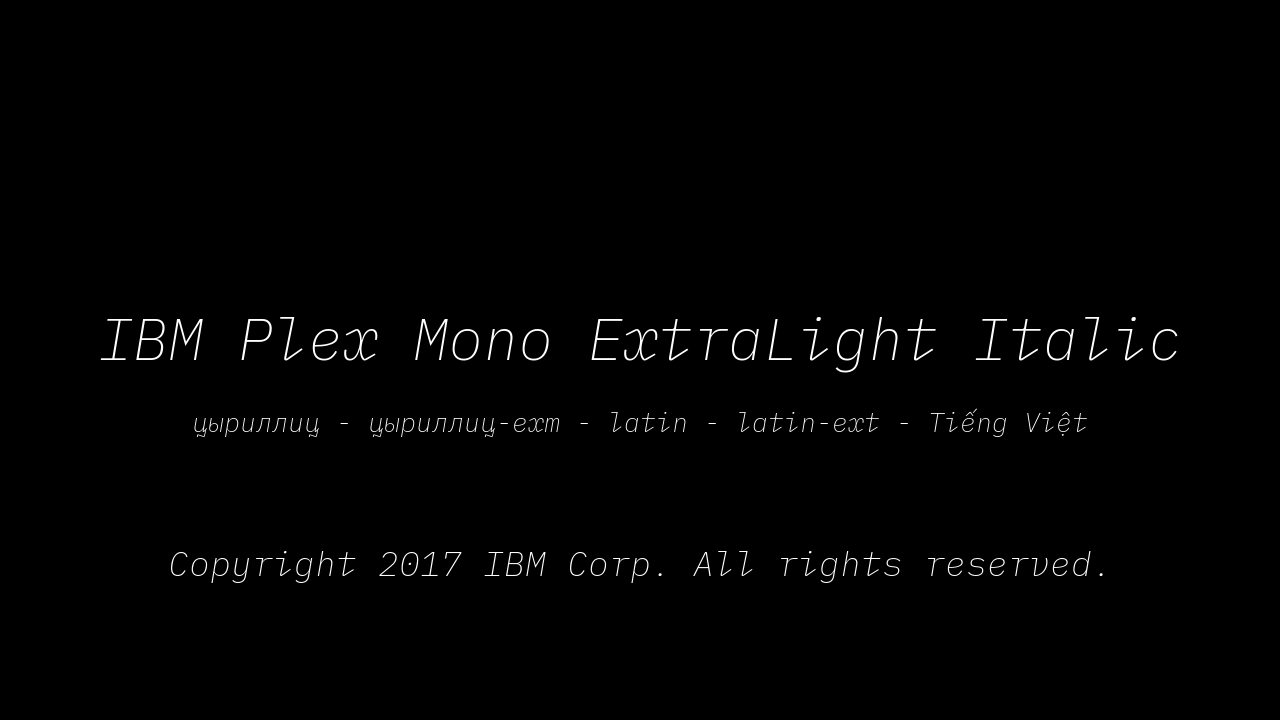 IBM Plex Mono ExtraLight Italic
цыриллиц - цыриллиц-ехт - latin - latin-ext - Tiếng Việt
Copyright 2017 IBM Corp. All rights reserved.